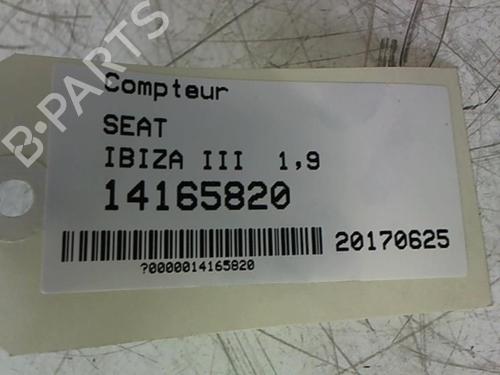 B-PARTS
Compteur
SEAT
IBIZA III 1,9
14165820
20170625
?0000014165820